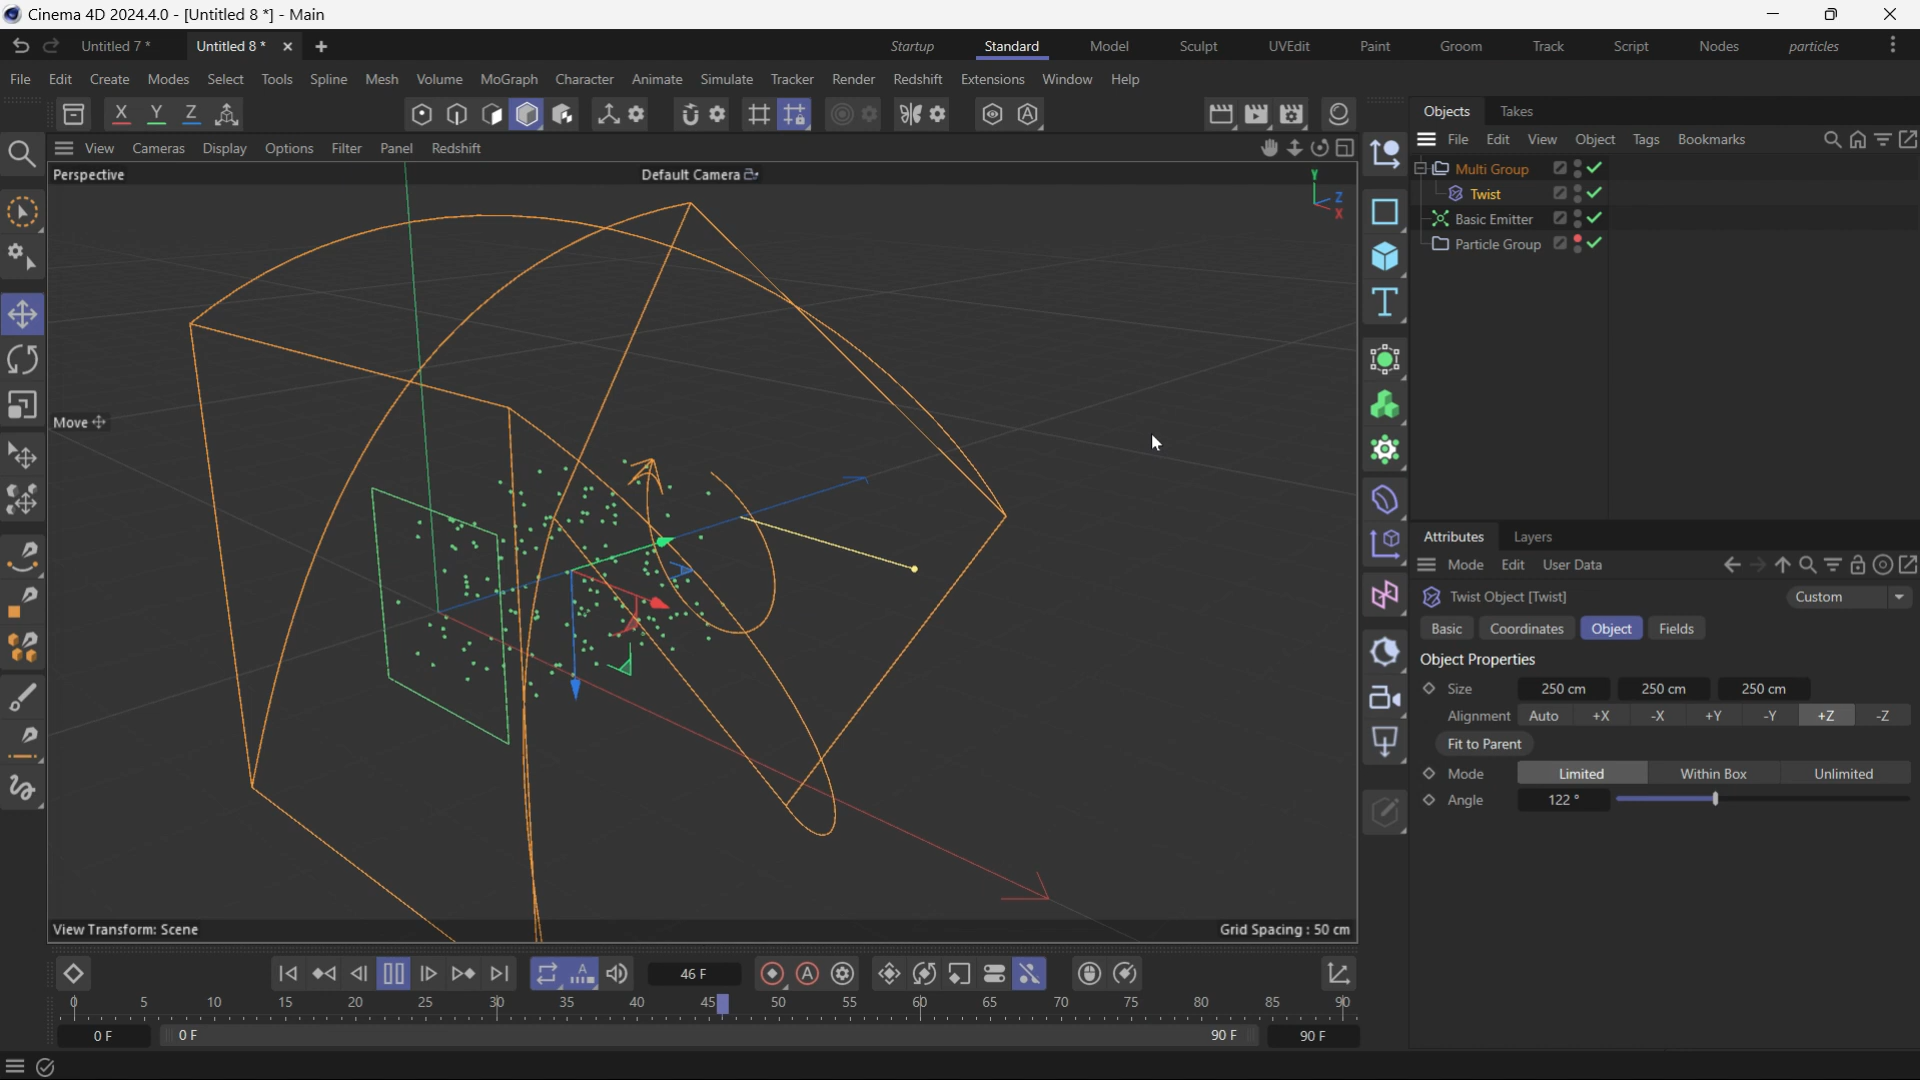 Cinema 4D 2024.4.0 - [Untitled 8 *] - Main
Untitled 7 * Untitled 8 * Startup Standard Model Sculpt UVEdit Paint Groom Track Script Nodes particles
File Edit Create Modes Select Tools Spline Mesh Volume MoGraph Character Animate Simulate Tracker Render Redshift Extensions Window Help
X Y Z
View Cameras Display Options Filter Panel Redshift
Perspective
Default Camera
Y
Z
X
Move
View Transform: Scene
Grid Spacing : 50 cm
Objects Takes
File Edit View Object Tags Bookmarks
Multi Group
Twist
Basic Emitter
Particle Group
Attributes Layers
Mode Edit User Data
Twist Object [Twist]
Custom
Basic Coordinates Object Fields
Object Properties
Size 250 cm 250 cm 250 cm
Alignment Auto +X -X +Y -Y +Z -Z
Fit to Parent
Mode Limited Within Box Unlimited
Angle 122 °
46 F
0 5 10 15 20 25 30 35 40 45 50 55 60 65 70 75 80 85 90
0 F 0 F 90 F 90 F